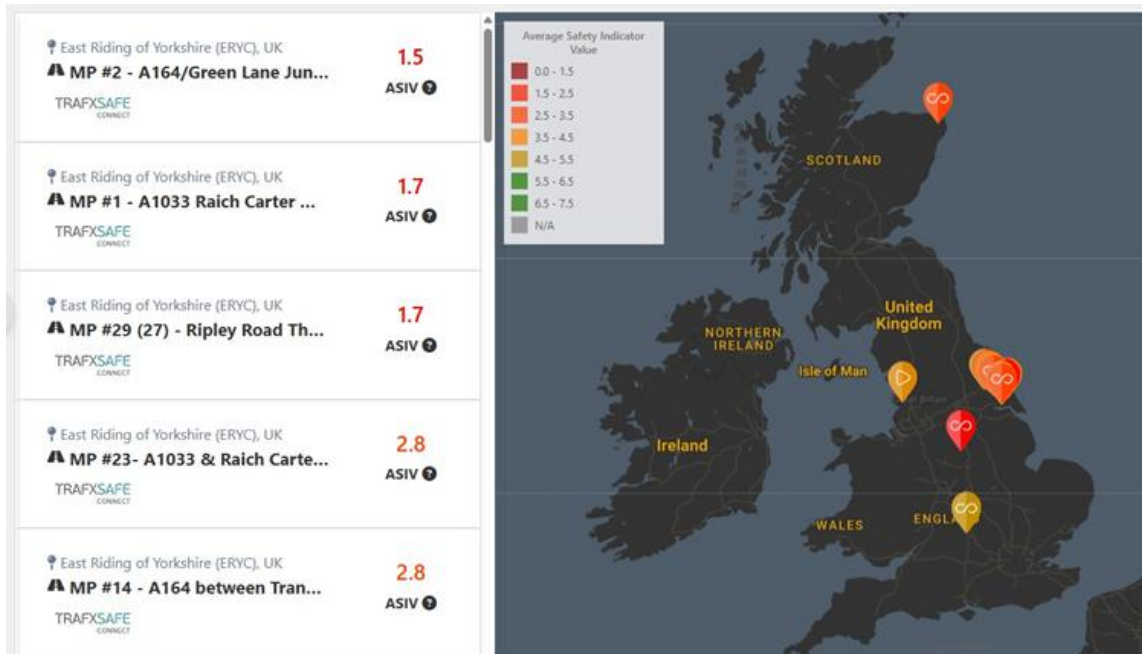 East Riding of Yorkshire (ERYC), UK
MP #2 - A164/Green Lane Jun...
TRAFXSAFE
CONNECT
1.5
ASIV
East Riding of Yorkshire (ERYC), UK
MP #1 - A1033 Raich Carter ...
TRAFXSAFE
CONNECT
1.7
ASIV
East Riding of Yorkshire (ERYC), UK
MP #29 (27) - Ripley Road Th...
TRAFXSAFE
CONNECT
1.7
ASIV
East Riding of Yorkshire (ERYC), UK
MP #23- A1033 & Raich Carte...
TRAFXSAFE
CONNECT
2.8
ASIV
East Riding of Yorkshire (ERYC), UK
MP #14 - A164 between Tran...
TRAFXSAFE
CONNECT
2.8
ASIV
Average Safety Indicator
Value
0.0 - 1.5
1.5 - 2.5
2.5 - 3.5
3.5 - 4.5
4.5 - 5.5
5.5 - 6.5
6.5 - 7.5
N/A
SCOTLAND
United
Kingdom
NORTHERN
IRELAND
Isle of Man
Ireland
WALES